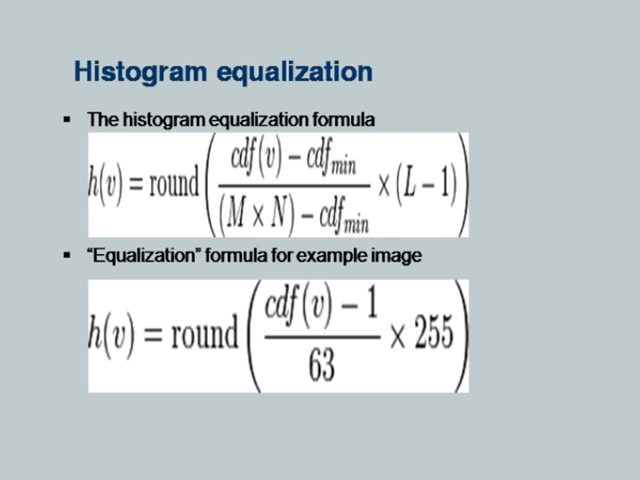 Histogram equalization
▪ The histogram equalization formula
h(v) = round( (cdf(v) − cdf_min) / ((M × N) − cdf_min) × (L − 1) )
▪ “Equalization” formula for example image
h(v) = round( (cdf(v) − 1) / 63 × 255 )